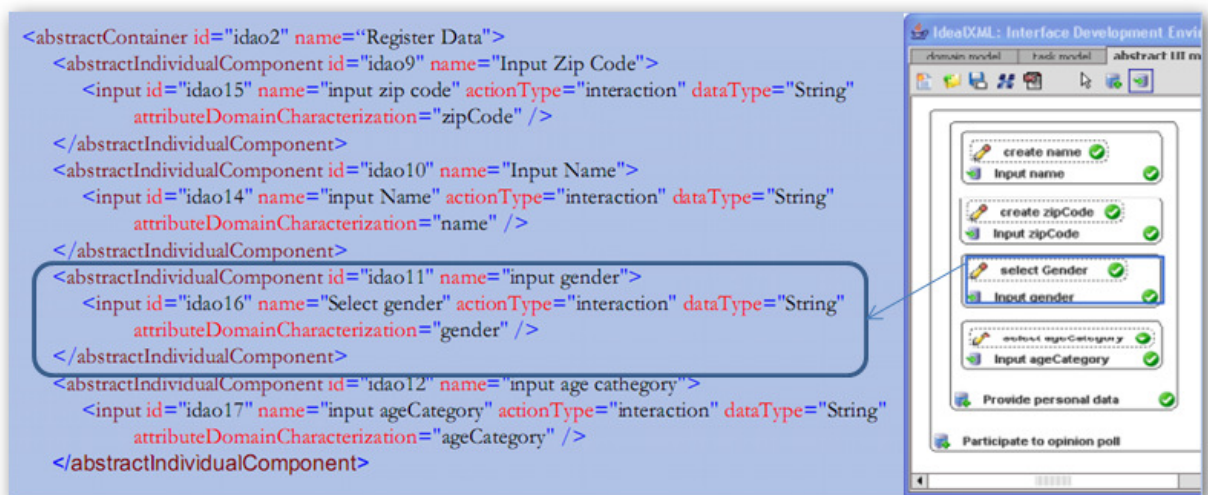 <abstractContainer id="idao2" name=“Register Data">
<abstractIndividualComponent id="idao9" name="Input Zip Code">
<input id="idao15" name="input zip code" actionType="interaction" dataType="String"
attributeDomainCharacterization="zipCode" />
</abstractIndividualComponent>
<abstractIndividualComponent id="idao10" name="Input Name">
<input id="idao14" name="input Name" actionType="interaction" dataType="String"
attributeDomainCharacterization="name" />
</abstractIndividualComponent>
<abstractIndividualComponent id="idao11" name="input gender">
<input id="idao16" name="Select gender" actionType="interaction" dataType="String"
attributeDomainCharacterization="gender" />
</abstractIndividualComponent>
<abstractIndividualComponent id="idao12" name="input age cathegory">
<input id="idao17" name="input ageCategory" actionType="interaction" dataType="String"
attributeDomainCharacterization="ageCategory" />
</abstractIndividualComponent>
IdealXML: Interface Development Envi
domain model task model abstract UI m
create name
Input name
create zipCode
Input zipCode
select Gender
Input gender
select ageCategory
Input ageCategory
Provide personal data
Participate to opinion poll